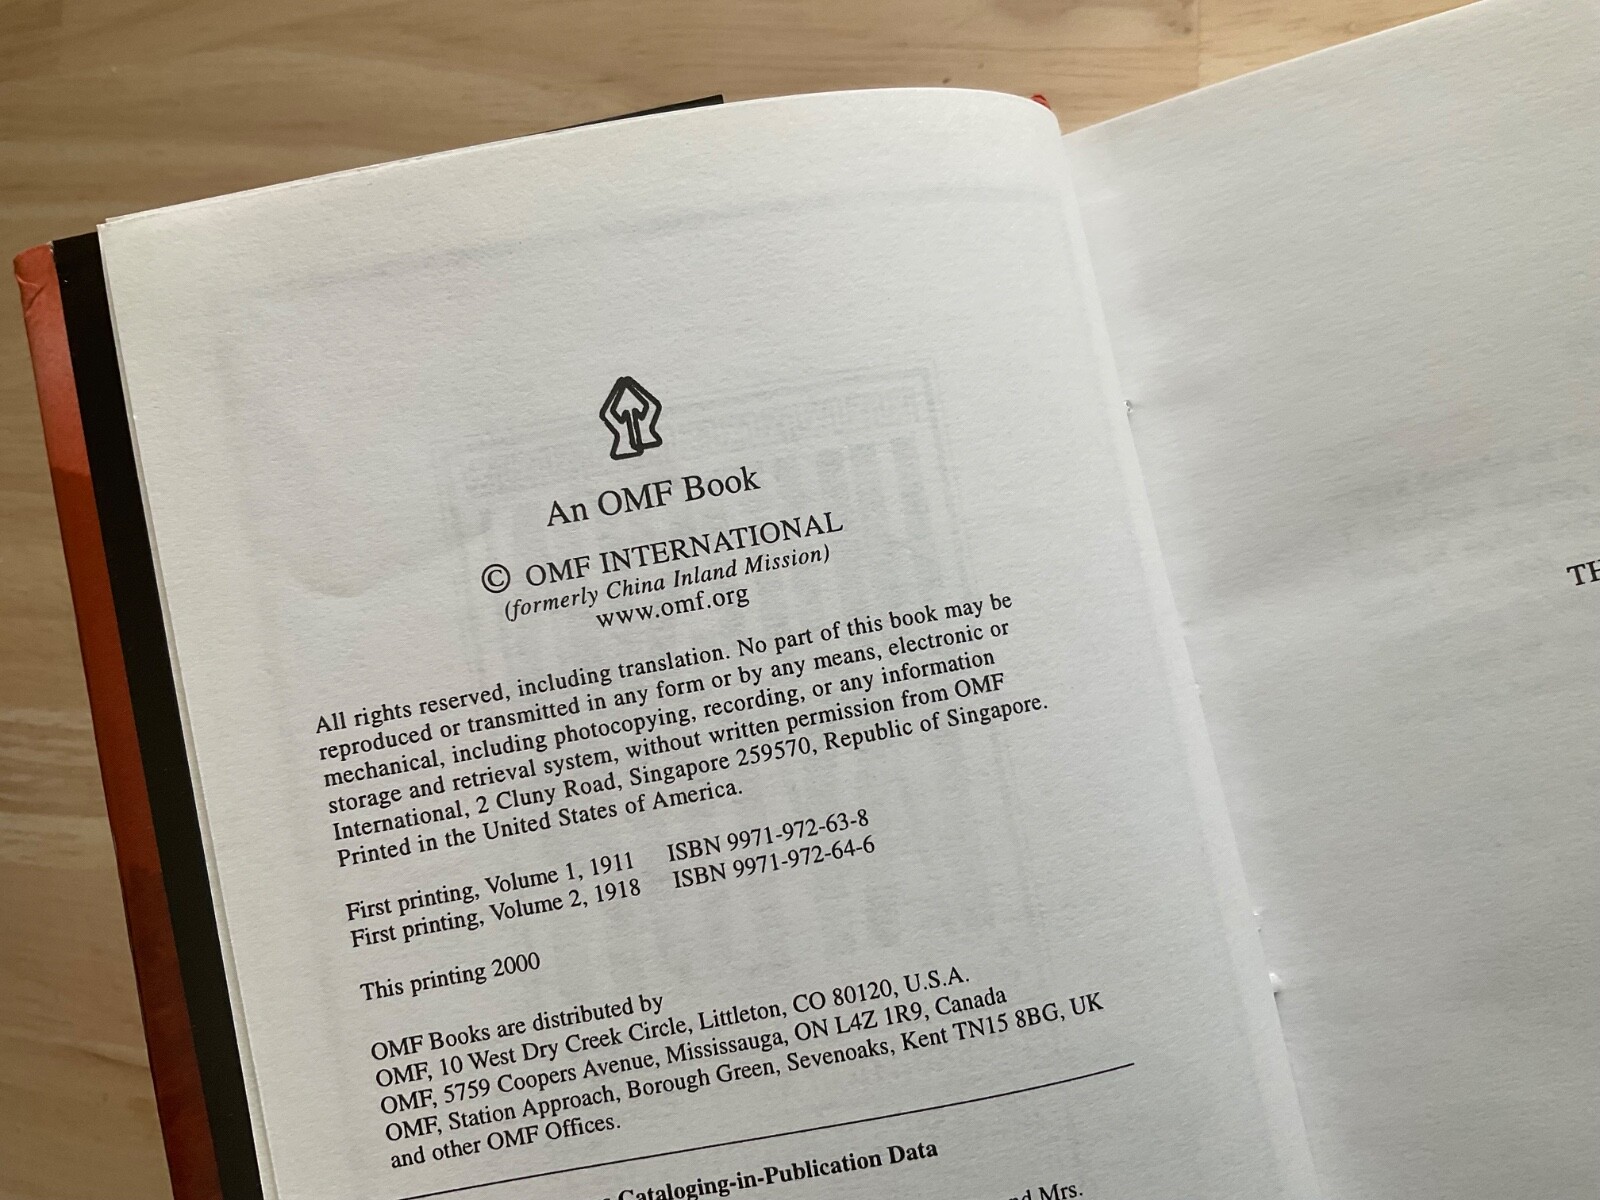 An OMF Book
© OMF INTERNATIONAL
(formerly China Inland Mission)
www.omf.org
All rights reserved, including translation. No part of this book may be
reproduced or transmitted in any form or by any means, electronic or
mechanical, including photocopying, recording, or any information
storage and retrieval system, without written permission from OMF
International, 2 Cluny Road, Singapore 259570, Republic of Singapore.
Printed in the United States of America.
First printing, Volume 1, 1911 ISBN 9971-972-63-8
First printing, Volume 2, 1918 ISBN 9971-972-64-6
This printing 2000
OMF Books are distributed by
OMF, 10 West Dry Creek Circle, Littleton, CO 80120, U.S.A.
OMF, 5759 Coopers Avenue, Mississauga, ON L4Z 1R9, Canada
OMF, Station Approach, Borough Green, Sevenoaks, Kent TN15 8BG, UK
and other OMF Offices.
Cataloging-in-Publication Data
Mrs.